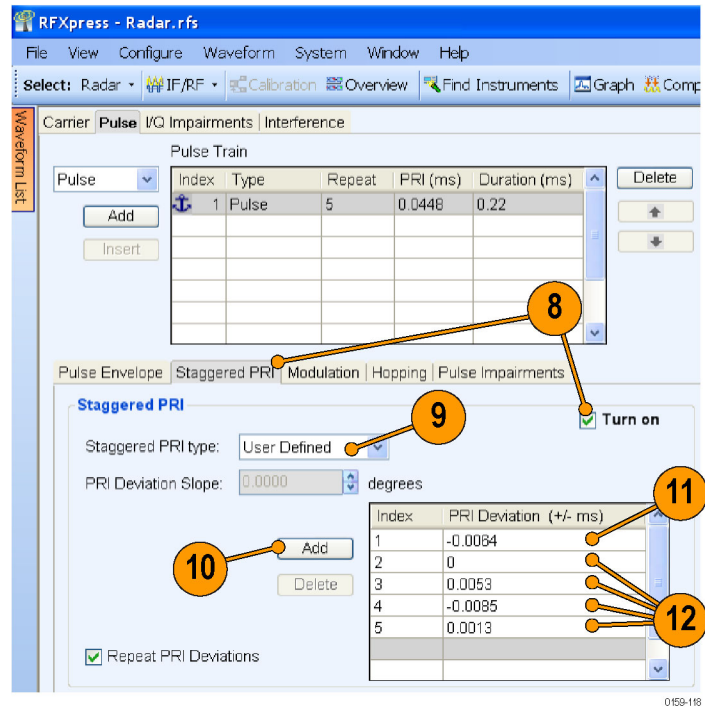 RFXpress - Radar.rfs
File View Configure Waveform System Window Help
Select: Radar IF/RF Calibration Overview Find Instruments Graph Comp
Waveform List
Carrier Pulse I/Q Impairments Interference
Pulse Train
Pulse
Index Type Repeat PRI (ms) Duration (ms)
Delete
1 Pulse 5 0.0448 0.22
Add
Insert
8
Pulse Envelope Staggered PRI Modulation Hopping Pulse Impairments
Staggered PRI
9
Turn on
Staggered PRI type: User Defined
PRI Deviation Slope: 0.0000 degrees
11
Index PRI Deviation (+/- ms)
1 -0.0064
10
Add
2 0
Delete
3 0.0053
4 -0.0085
12
5 0.0013
Repeat PRI Deviations
0159-118